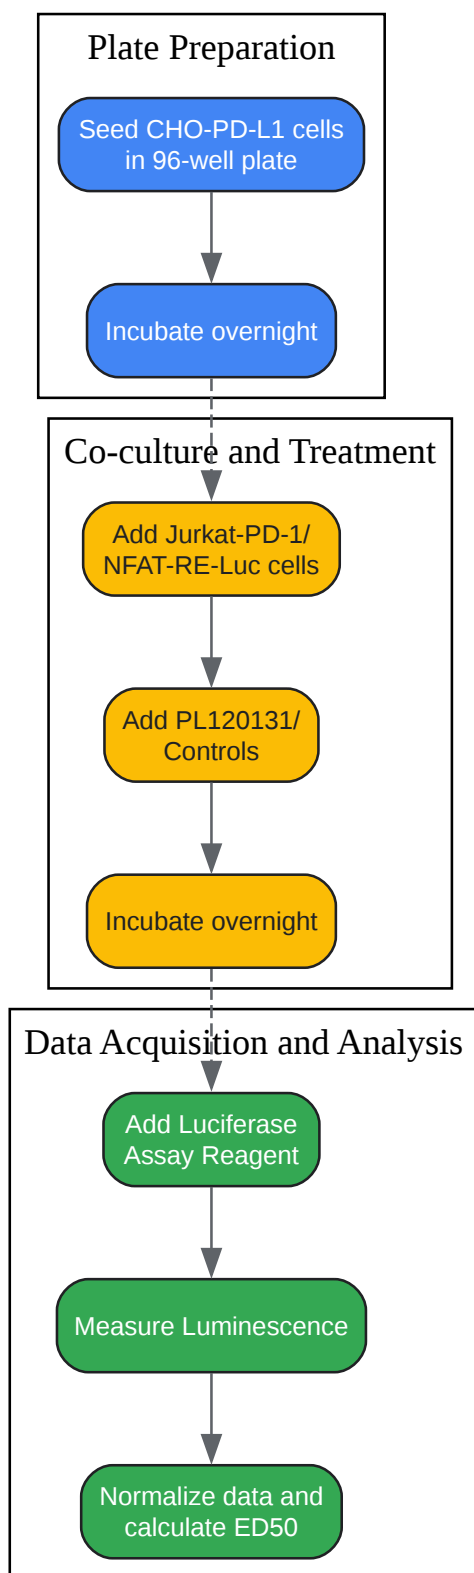 Plate Preparation
Seed CHO-PD-L1 cells
in 96-well plate
Incubate overnight
Co-culture and Treatment
Add Jurkat-PD-1/
NFAT-RE-Luc cells
Add PL120131/
Controls
Incubate overnight
Data Acquisition and Analysis
Add Luciferase
Assay Reagent
Measure Luminescence
Normalize data and
calculate ED50